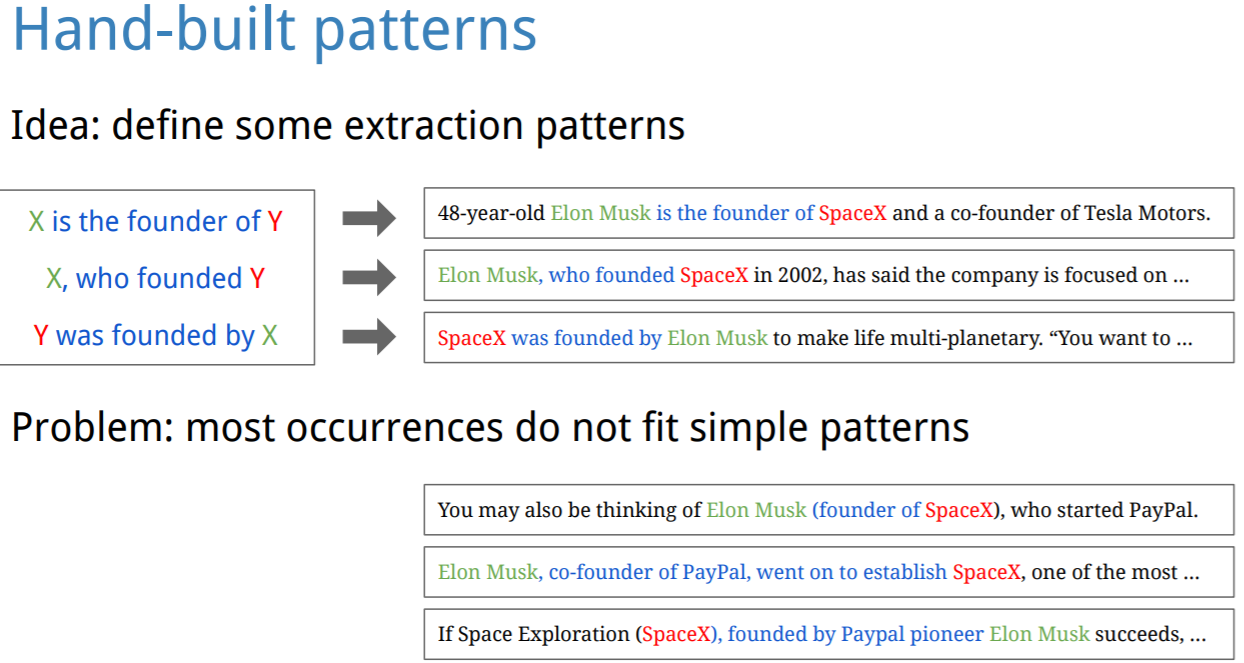 Hand-built patterns
Idea: define some extraction patterns
X is the founder of Y
48-year-old Elon Musk is the founder of SpaceX and a co-founder of Tesla Motors.
X, who founded Y
Elon Musk, who founded SpaceX in 2002, has said the company is focused on ...
Y was founded by X
SpaceX was founded by Elon Musk to make life multi-planetary. “You want to ...
Problem: most occurrences do not fit simple patterns
You may also be thinking of Elon Musk (founder of SpaceX), who started PayPal.
Elon Musk, co-founder of PayPal, went on to establish SpaceX, one of the most ...
If Space Exploration (SpaceX), founded by Paypal pioneer Elon Musk succeeds, ...